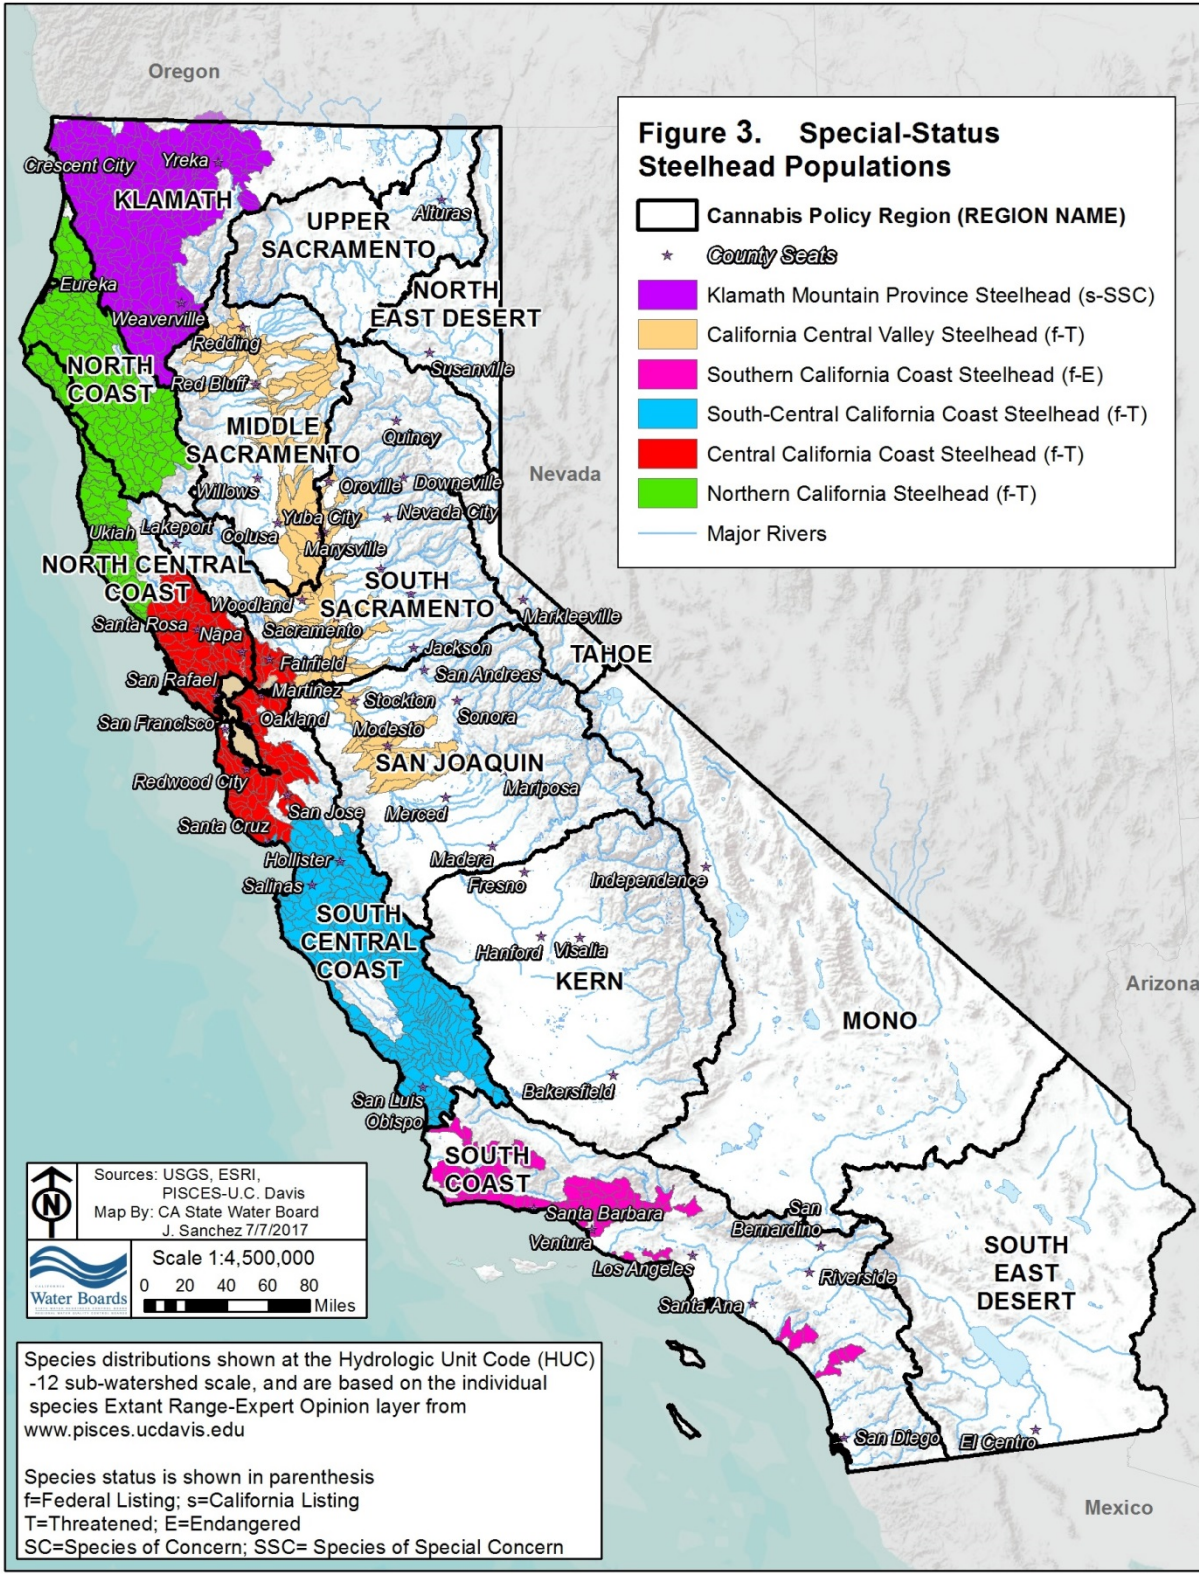 Oregon
Figure 3. Special-Status
Steelhead Populations
Cannabis Policy Region (REGION NAME)
County Seats
Klamath Mountain Province Steelhead (s-SSC)
California Central Valley Steelhead (f-T)
Southern California Coast Steelhead (f-E)
South-Central California Coast Steelhead (f-T)
Central California Coast Steelhead (f-T)
Northern California Steelhead (f-T)
Major Rivers
Crescent City
Yreka
KLAMATH
UPPER
SACRAMENTO
Alturas
Eureka
Weaverville
NORTH
EAST DESERT
Redding
NORTH
COAST
Red Bluff
Susanville
MIDDLE
SACRAMENTO
Quincy
Nevada
Willows
Oroville
Downeville
Yuba City
Nevada City
Ukiah
Lakeport
Colusa
Marysville
NORTH CENTRAL
COAST
SOUTH
SACRAMENTO
Woodland
Markleeville
Santa Rosa
Napa
Sacramento
Jackson
TAHOE
Fairfield
San Andreas
San Rafael
Martinez
Stockton
Sonora
San Francisco
Oakland
Modesto
SAN JOAQUIN
Redwood City
Mariposa
San Jose
Merced
Santa Cruz
Hollister
Madera
Fresno
Independence
Salinas
SOUTH
CENTRAL
COAST
Hanford
Visalia
KERN
Arizona
MONO
Bakersfield
San Luis
Obispo
SOUTH
COAST
Santa Barbara
San
Bernardino
Ventura
Los Angeles
Riverside
SOUTH
EAST
DESERT
Santa Ana
San Diego
El Centro
Mexico
N
Sources: USGS, ESRI,
PISCES-U.C. Davis
Map By: CA State Water Board
J. Sanchez 7/7/2017
CALIFORNIA
Water Boards
Scale 1:4,500,000
0 20 40 60 80
Miles
Species distributions shown at the Hydrologic Unit Code (HUC)
-12 sub-watershed scale, and are based on the individual
species Extant Range-Expert Opinion layer from
www.pisces.ucdavis.edu
Species status is shown in parenthesis
f=Federal Listing; s=California Listing
T=Threatened; E=Endangered
SC=Species of Concern; SSC= Species of Special Concern